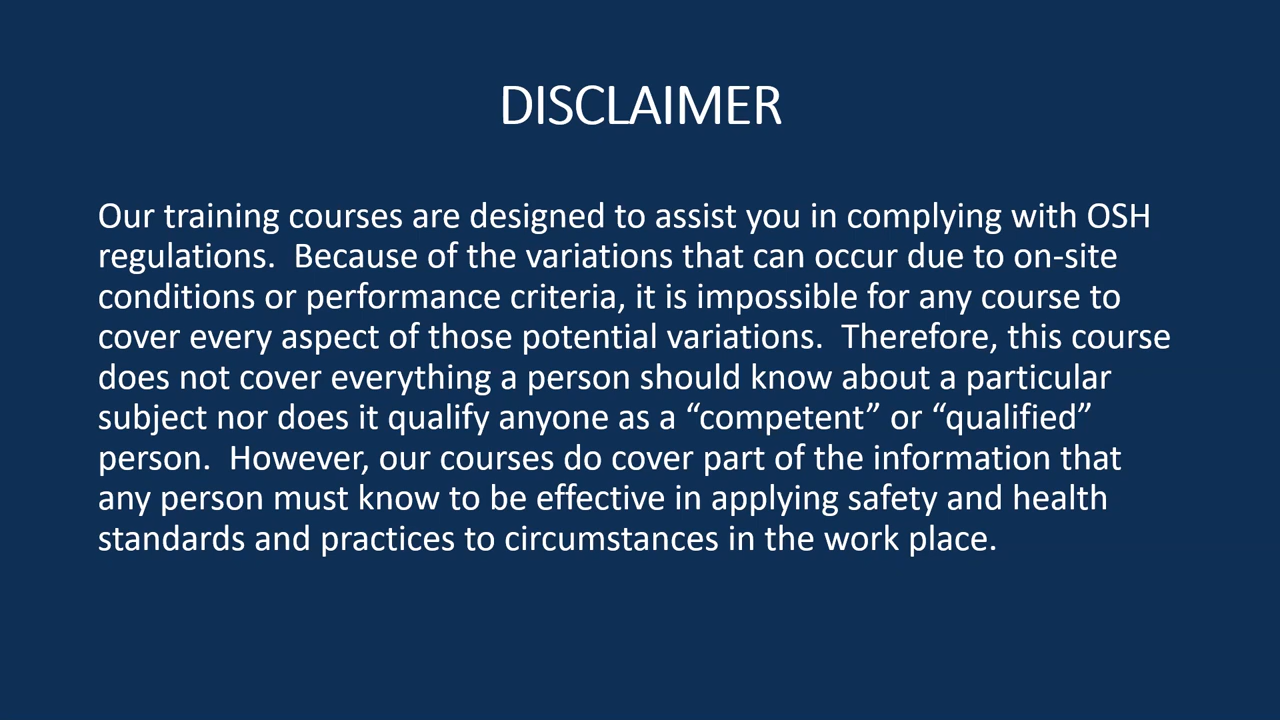 DISCLAIMER
Our training courses are designed to assist you in complying with OSH
regulations.  Because of the variations that can occur due to on-site
conditions or performance criteria, it is impossible for any course to
cover every aspect of those potential variations.  Therefore, this course
does not cover everything a person should know about a particular
subject nor does it qualify anyone as a “competent” or “qualified”
person.  However, our courses do cover part of the information that
any person must know to be effective in applying safety and health
standards and practices to circumstances in the work place.